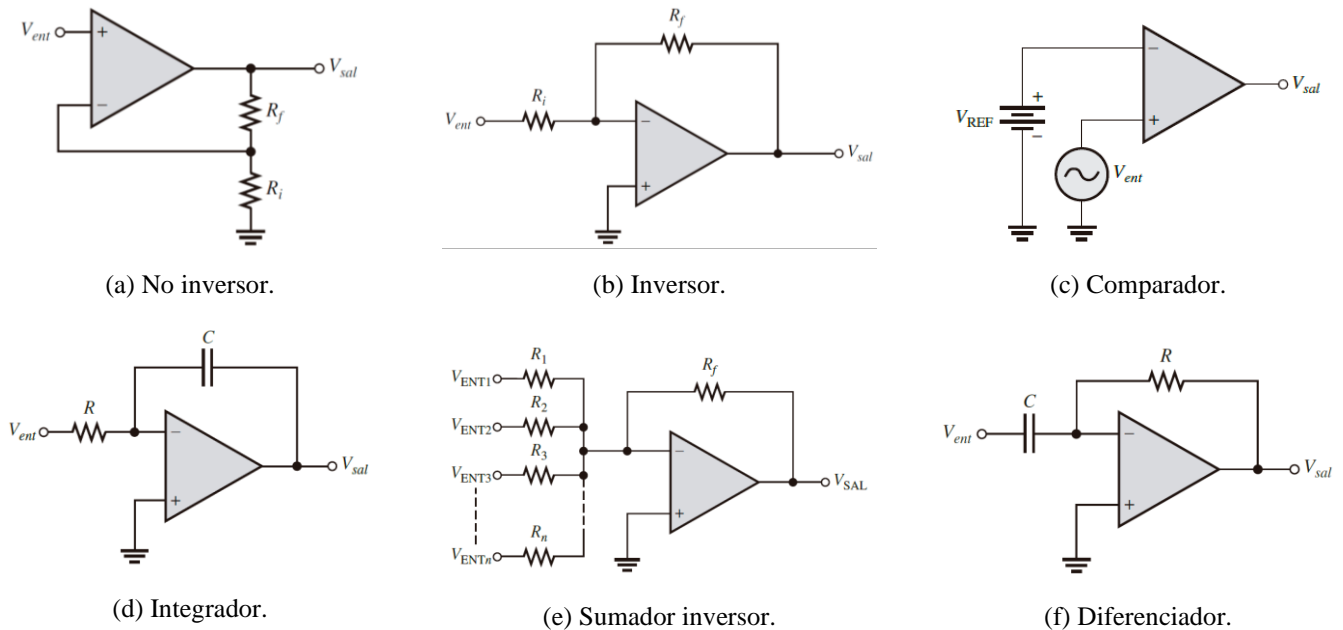 V_ent
+
−
V_sal
R_f
R_i
(a) No inversor.
R_f
R_i
V_ent
−
+
V_sal
(b) Inversor.
−
+
V_sal
+
V_REF
−
V_ent
(c) Comparador.
C
R
V_ent
−
+
V_sal
(d) Integrador.
R_1
V_ENT1
R_f
R_2
V_ENT2
R_3
V_ENT3
−
V_SAL
+
R_n
V_ENTn
(e) Sumador inversor.
R
C
V_ent
−
+
V_sal
(f) Diferenciador.